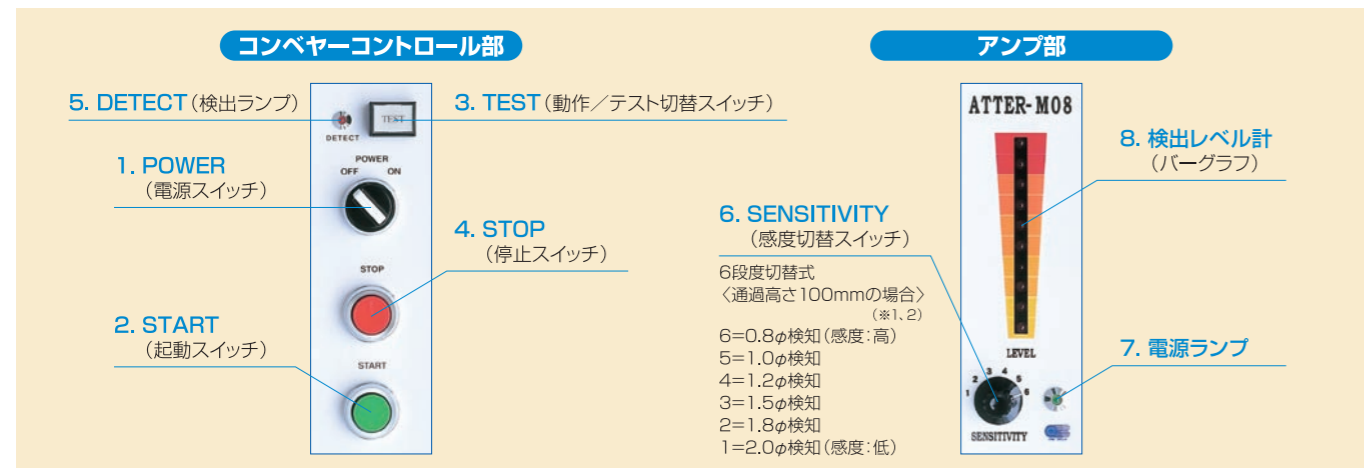 コンベヤーコントロール部
5. DETECT（検出ランプ）
3. TEST（動作／テスト切替スイッチ）
1. POWER
（電源スイッチ）
4. STOP
（停止スイッチ）
2. START
（起動スイッチ）
TEST
DETECT
POWER
OFF ON
STOP
START
アンプ部
8. 検出レベル計
（バーグラフ）
6. SENSITIVITY
（感度切替スイッチ）
6段度切替式
〈通過高さ100mmの場合〉
（※1、2）
6=0.8φ検知（感度：高）
5=1.0φ検知
4=1.2φ検知
3=1.5φ検知
2=1.8φ検知
1=2.0φ検知（感度：低）
7. 電源ランプ
ATTER-M08
LEVEL
1 2 3 4 5 6
SENSITIVITY